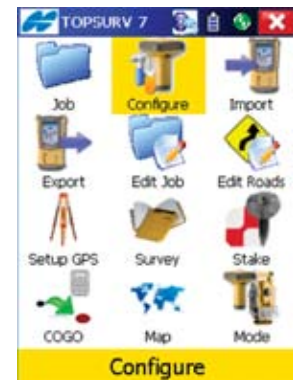 TOPSURV 7
Job Configure Import
Export Edit Job Edit Roads
Setup GPS Survey Stake
COGO Map Mode
Configure